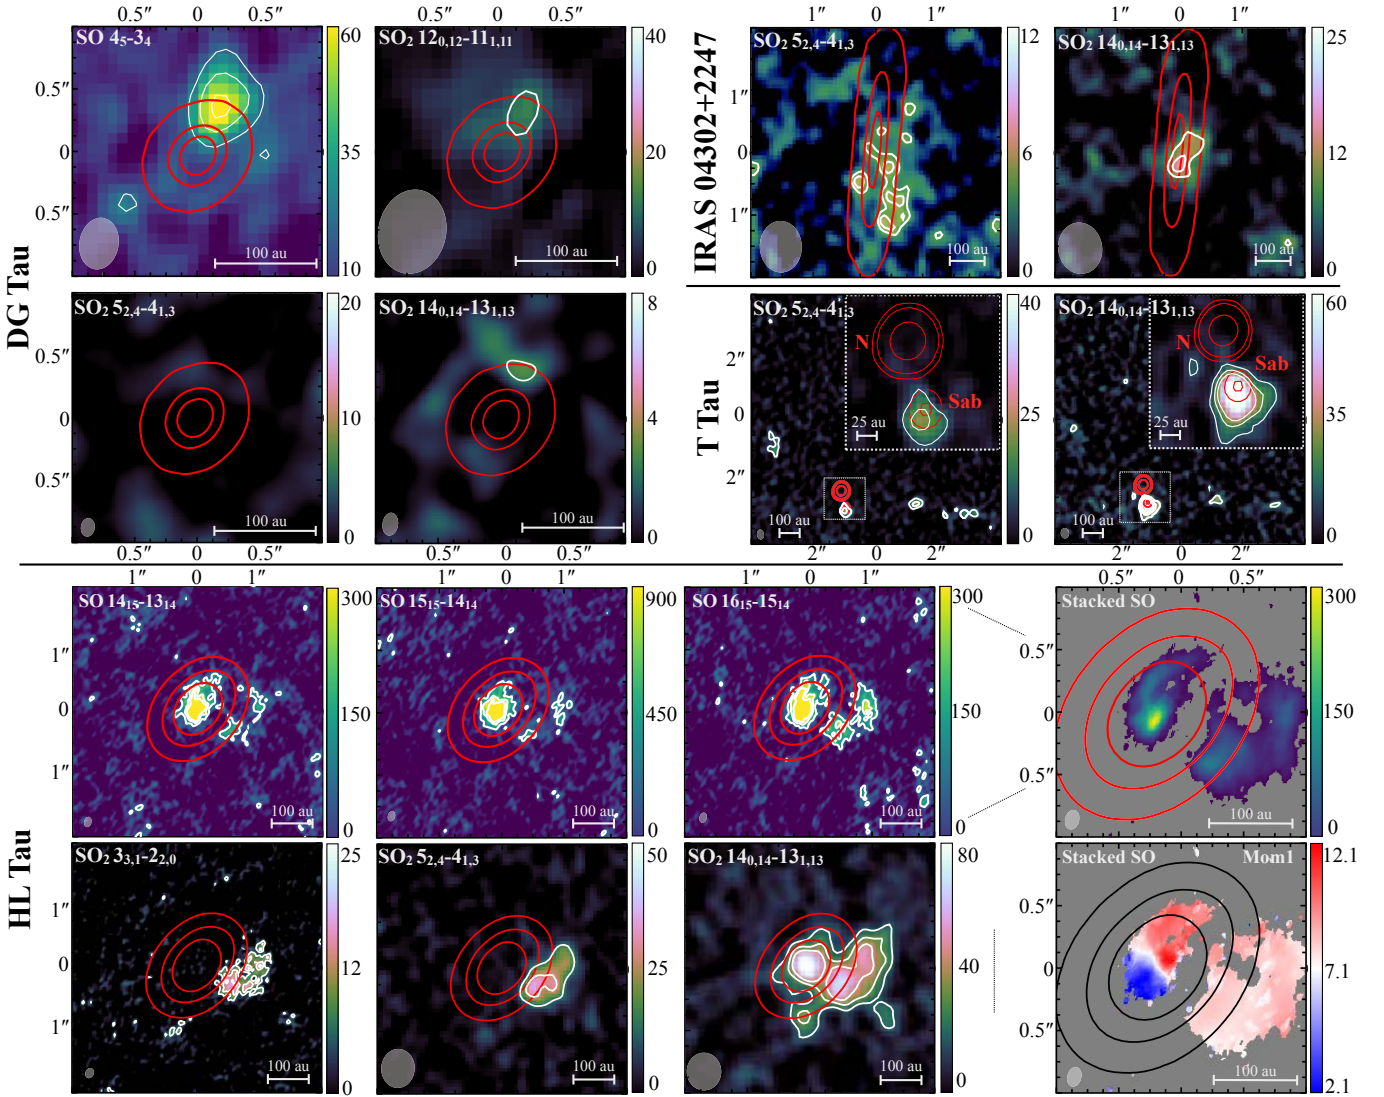 0.5″ 0 0.5″
0.5″ 0 0.5″
1″ 0 1″
1″ 0 1″
DG Tau
SO 4₅-3₄
0.5″
0
0.5″
100 au
60
35
10
SO₂ 12₀,₁₂-11₁,₁₁
100 au
40
20
0
IRAS 04302+2247
SO₂ 5₂,₄-4₁,₃
1″
0
1″
100 au
12
6
0
SO₂ 14₀,₁₄-13₁,₁₃
100 au
25
12
0
SO₂ 5₂,₄-4₁,₃
0.5″
0
0.5″
100 au
20
10
0
SO₂ 14₀,₁₄-13₁,₁₃
100 au
8
4
0
0.5″ 0 0.5″
0.5″ 0 0.5″
T Tau
SO₂ 5₂,₄-4₁,₃
N
Sab
25 au
2″
0
2″
100 au
40
25
0
SO₂ 14₀,₁₄-13₁,₁₃
N
Sab
25 au
100 au
60
35
0
2″ 0 2″
2″ 0 2″
HL Tau
1″ 0 1″
1″ 0 1″
1″ 0 1″
0.5″ 0 0.5″
SO 14₁₅-13₁₄
1″
0
1″
100 au
300
150
0
SO 15₁₅-14₁₄
100 au
900
450
0
SO 16₁₅-15₁₄
100 au
300
150
0
Stacked SO
0.5″
0
0.5″
100 au
300
150
0
SO₂ 3₃,₁-2₂,₀
1″
0
1″
100 au
25
12
0
SO₂ 5₂,₄-4₁,₃
100 au
50
25
0
SO₂ 14₀,₁₄-13₁,₁₃
100 au
80
40
0
Stacked SO Mom1
0.5″
0
0.5″
100 au
12.1
7.1
2.1